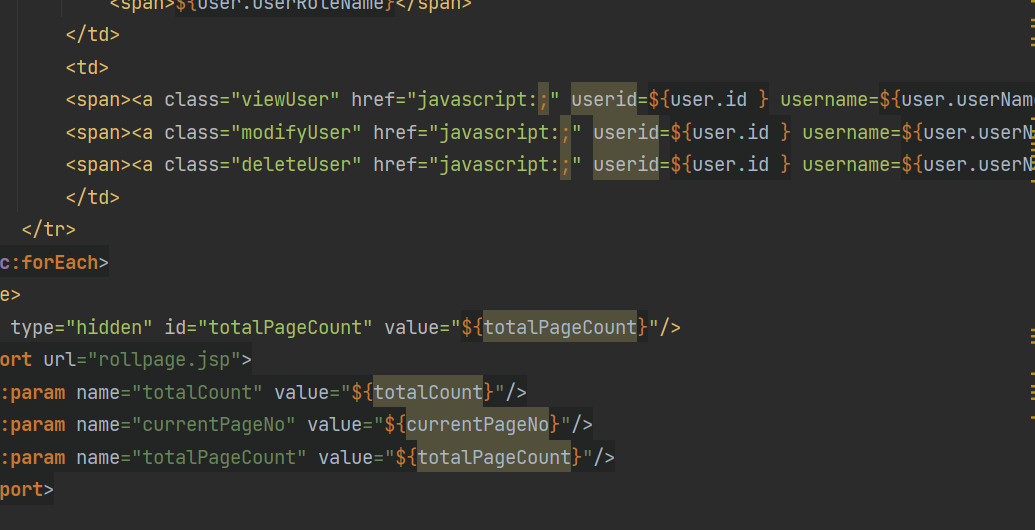 <span>${user.userRoleName}</span>
</td>
<td>
<span><a class="viewUser" href="javascript:;" userid=${user.id } username=${user.userNam
<span><a class="modifyUser" href="javascript:;" userid=${user.id } username=${user.userN
<span><a class="deleteUser" href="javascript:;" userid=${user.id } username=${user.userN
</td>
</tr>
c:forEach>
e>
type="hidden" id="totalPageCount" value="${totalPageCount}"/>
ort url="rollpage.jsp">
:param name="totalCount" value="${totalCount}"/>
:param name="currentPageNo" value="${currentPageNo}"/>
:param name="totalPageCount" value="${totalPageCount}"/>
port>